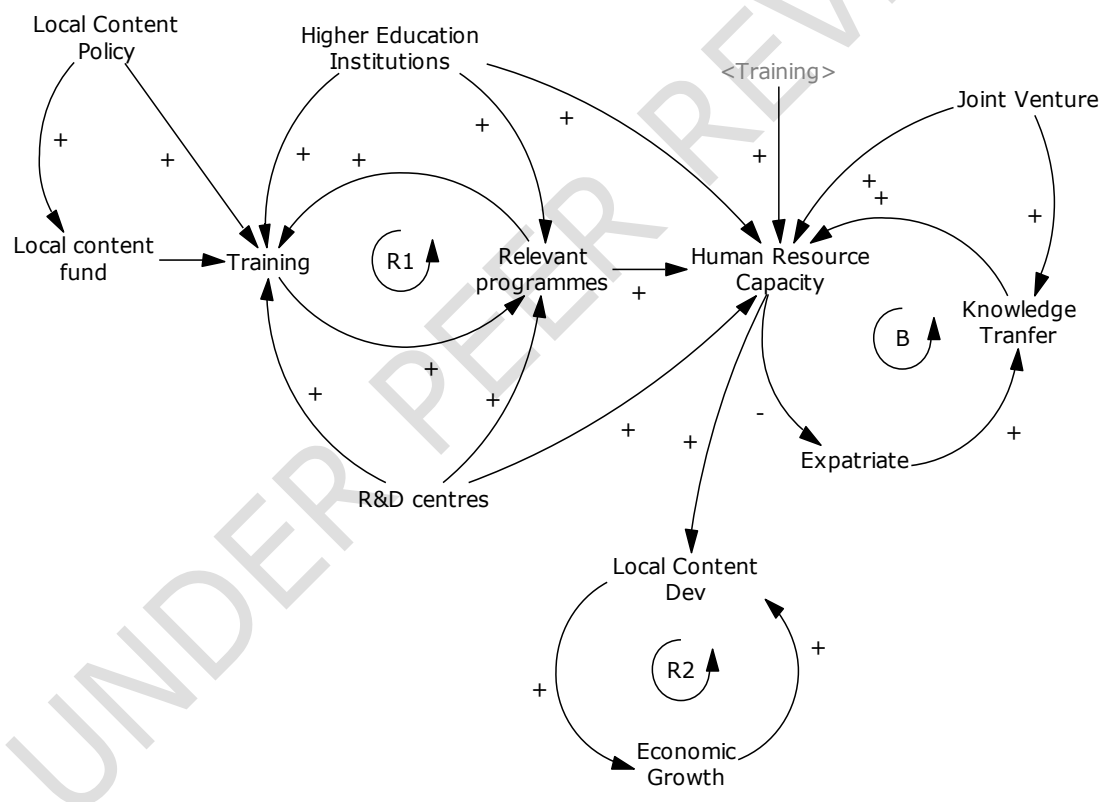 Local Content
Policy
Higher Education
Institutions
<Training>
Joint Venture
+
+
+
+
+
+
+
+
+
+
Local content
fund
Training
R1
Relevant
programmes
+
Human Resource
Capacity
B
Knowledge
Tranfer
+
+
+
+
+
-
Expatriate
+
R&D centres
+
Local Content
Dev
R2
+
+
Economic
Growth
UNDER PEER REV